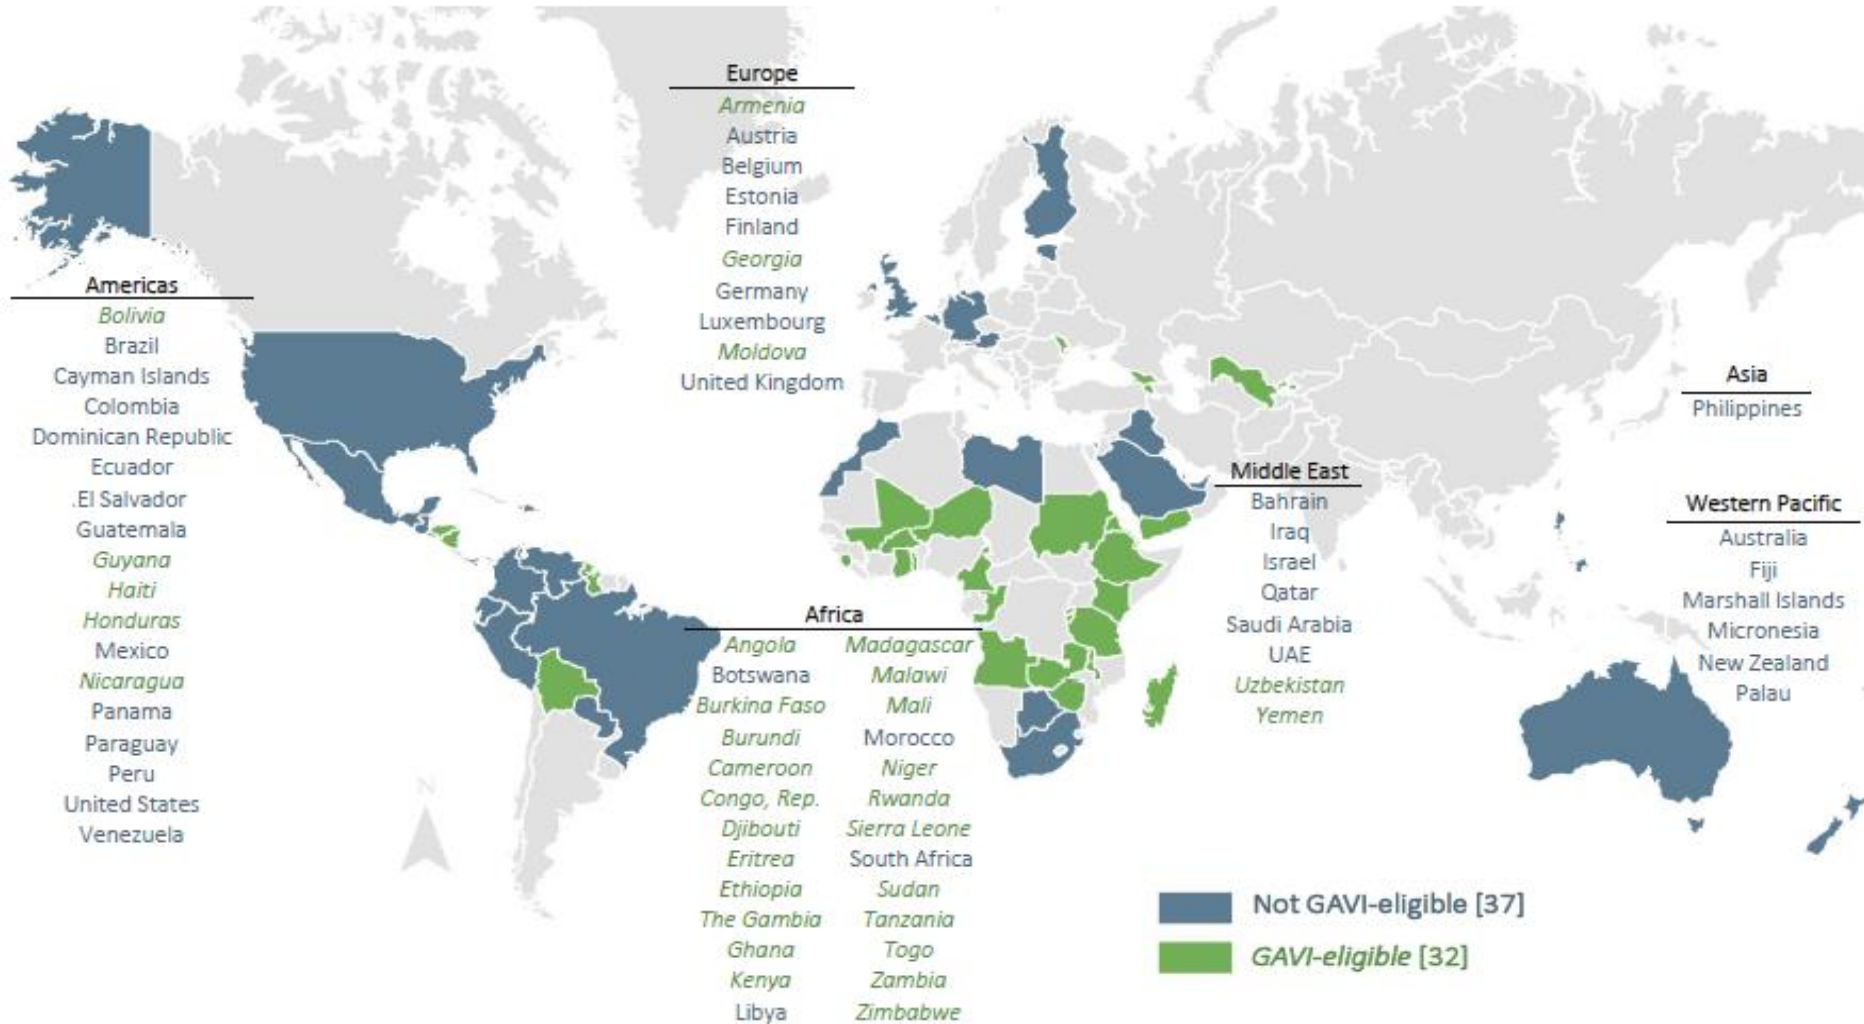 Europe
Armenia
Austria
Belgium
Estonia
Finland
Georgia
Germany
Luxembourg
Moldova
United Kingdom
Americas
Bolivia
Brazil
Cayman Islands
Colombia
Dominican Republic
Ecuador
.El Salvador
Guatemala
Guyana
Haiti
Honduras
Mexico
Nicaragua
Panama
Paraguay
Peru
United States
Venezuela
N
Africa
Angola Madagascar
Botswana Malawi
Burkina Faso Mali
Burundi Morocco
Cameroon Niger
Congo, Rep. Rwanda
Djibouti Sierra Leone
Eritrea South Africa
Ethiopia Sudan
The Gambia Tanzania
Ghana Togo
Kenya Zambia
Libya Zimbabwe
Middle East
Bahrain
Iraq
Israel
Qatar
Saudi Arabia
UAE
Uzbekistan
Yemen
Asia
Philippines
Western Pacific
Australia
Fiji
Marshall Islands
Micronesia
New Zealand
Palau
Not GAVI-eligible [37]
GAVI-eligible [32]